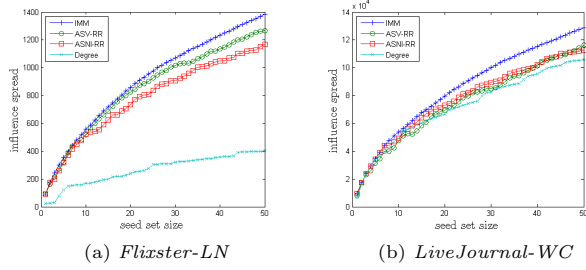 1400
1200
1000
800
600
400
200
0
0 10 20 30 40 50
influence spread
seed set size
IMM
ASV-RR
ASNI-RR
Degree
(a) Flixster-LN
x 10⁴
14
12
10
8
6
4
2
0
0 10 20 30 40 50
influence spread
seed set size
IMM
ASV-RR
ASNI-RR
Degree
(b) LiveJournal-WC